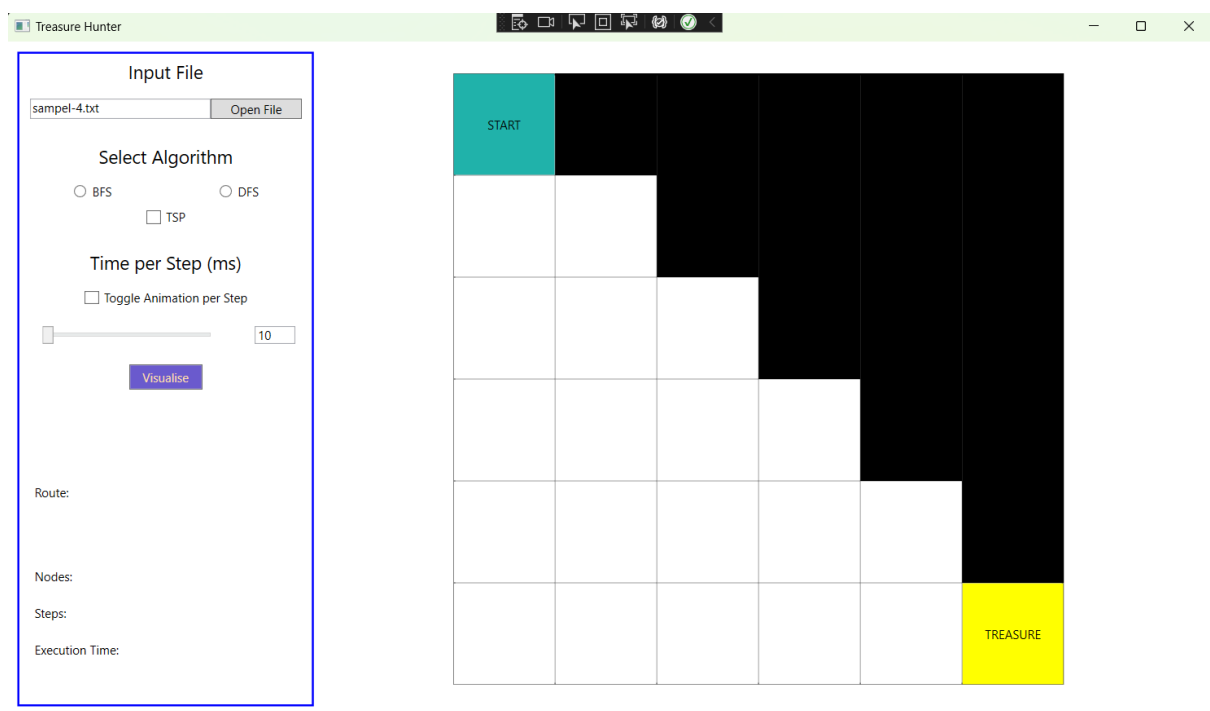 Treasure Hunter
Input File
sampel-4.txt
Open File
Select Algorithm
BFS
DFS
TSP
Time per Step (ms)
Toggle Animation per Step
10
Visualise
Route:
Nodes:
Steps:
Execution Time:
START
TREASURE